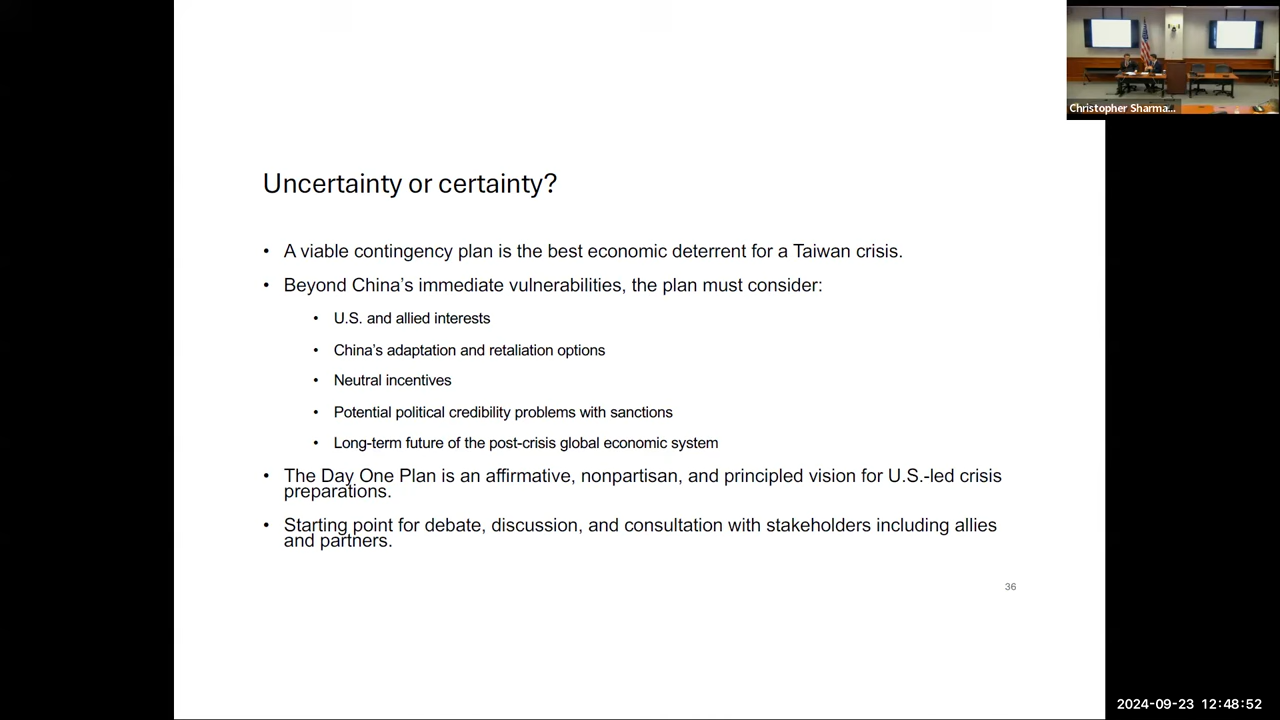 Christopher Sharma...
Uncertainty or certainty?
• A viable contingency plan is the best economic deterrent for a Taiwan crisis.
• Beyond China’s immediate vulnerabilities, the plan must consider:
• U.S. and allied interests
• China’s adaptation and retaliation options
• Neutral incentives
• Potential political credibility problems with sanctions
• Long-term future of the post-crisis global economic system
• The Day One Plan is an affirmative, nonpartisan, and principled vision for U.S.-led crisis
preparations.
• Starting point for debate, discussion, and consultation with stakeholders including allies
and partners.
36
2024-09-23 12:48:52